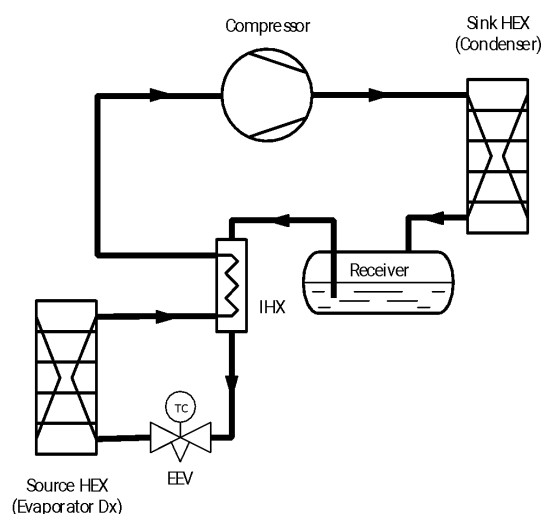 Sink HEX
(Condenser)
Compressor
Receiver
IHX
TC
EEV
Source HEX
(Evaporator Dx)